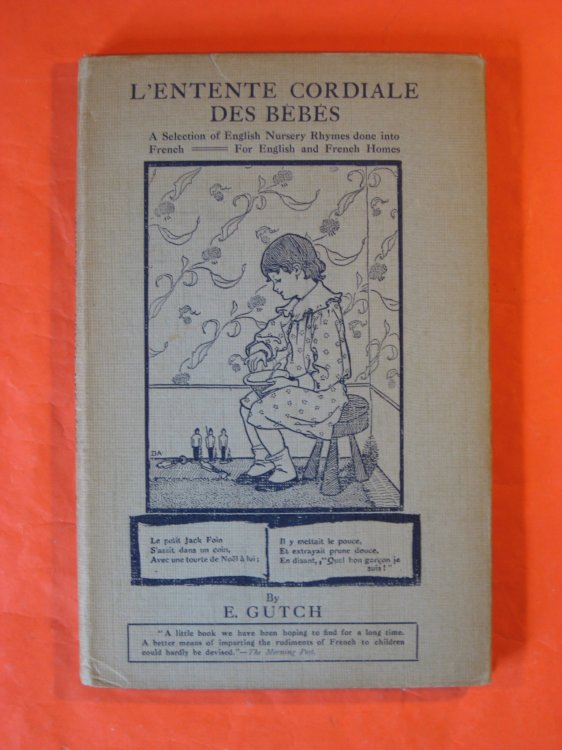 L'ENTENTE CORDIALE
DES BÉBÉS
A Selection of English Nursery Rhymes done into
French For English and French Homes
DA
Le petit Jack Foin
S'assit dans un coin,
Avec une tourte de Noël à lui;
Il y mettait le pouce,
Et extrayait prune douce,
En disant, "Quel bon garçon je
suis!"
By
E. GUTCH
"A little book we have been hoping to find for a long time.
A better means of imparting the rudiments of French to children
could hardly be devised."—The Morning Post.